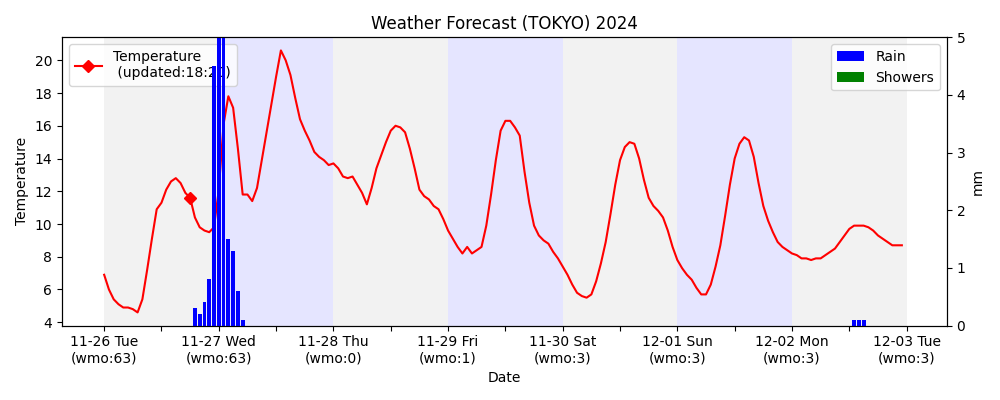 Weather Forecast (TOKYO) 2024
Temperature
(updated:18:20)
Rain
Showers
Temperature
20
18
16
14
12
10
8
6
4
5
4
3
2
1
0
mm
11-26 Tue
(wmo:63)
11-27 Wed
(wmo:63)
11-28 Thu
(wmo:0)
11-29 Fri
(wmo:1)
11-30 Sat
(wmo:3)
12-01 Sun
(wmo:3)
12-02 Mon
(wmo:3)
12-03 Tue
(wmo:3)
Date